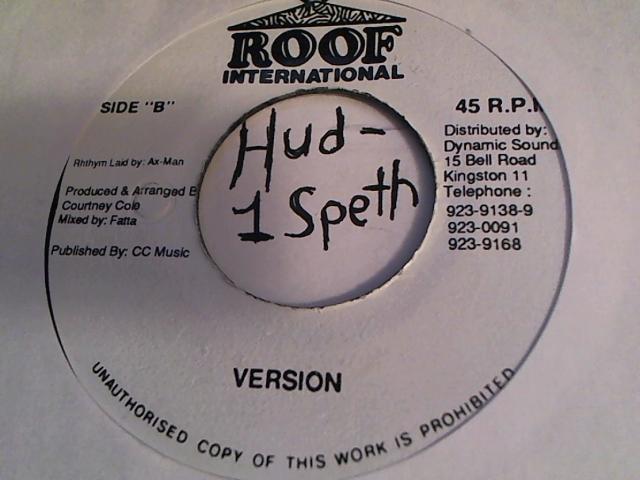 ROOF
INTERNATIONAL
SIDE "B"
45 R.P.
Hud-
1 Speth
Rhthym Laid by: Ax-Man
Produced & Arranged B
Courtney Cole
Mixed by: Fatta
Published By: CC Music
Distributed by:
Dynamic Sound
15 Bell Road
Kingston 11
Telephone :
923-9138-9
923-0091
923-9168
VERSION
UNAUTHORISED COPY OF THIS WORK IS PROHIBITED